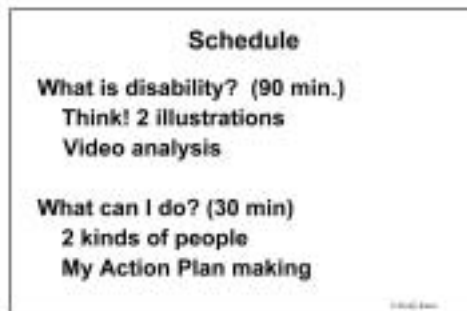 Schedule
What is disability? (90 min.)
Think! 2 illustrations
Video analysis
What can I do? (30 min)
2 kinds of people
My Action Plan making